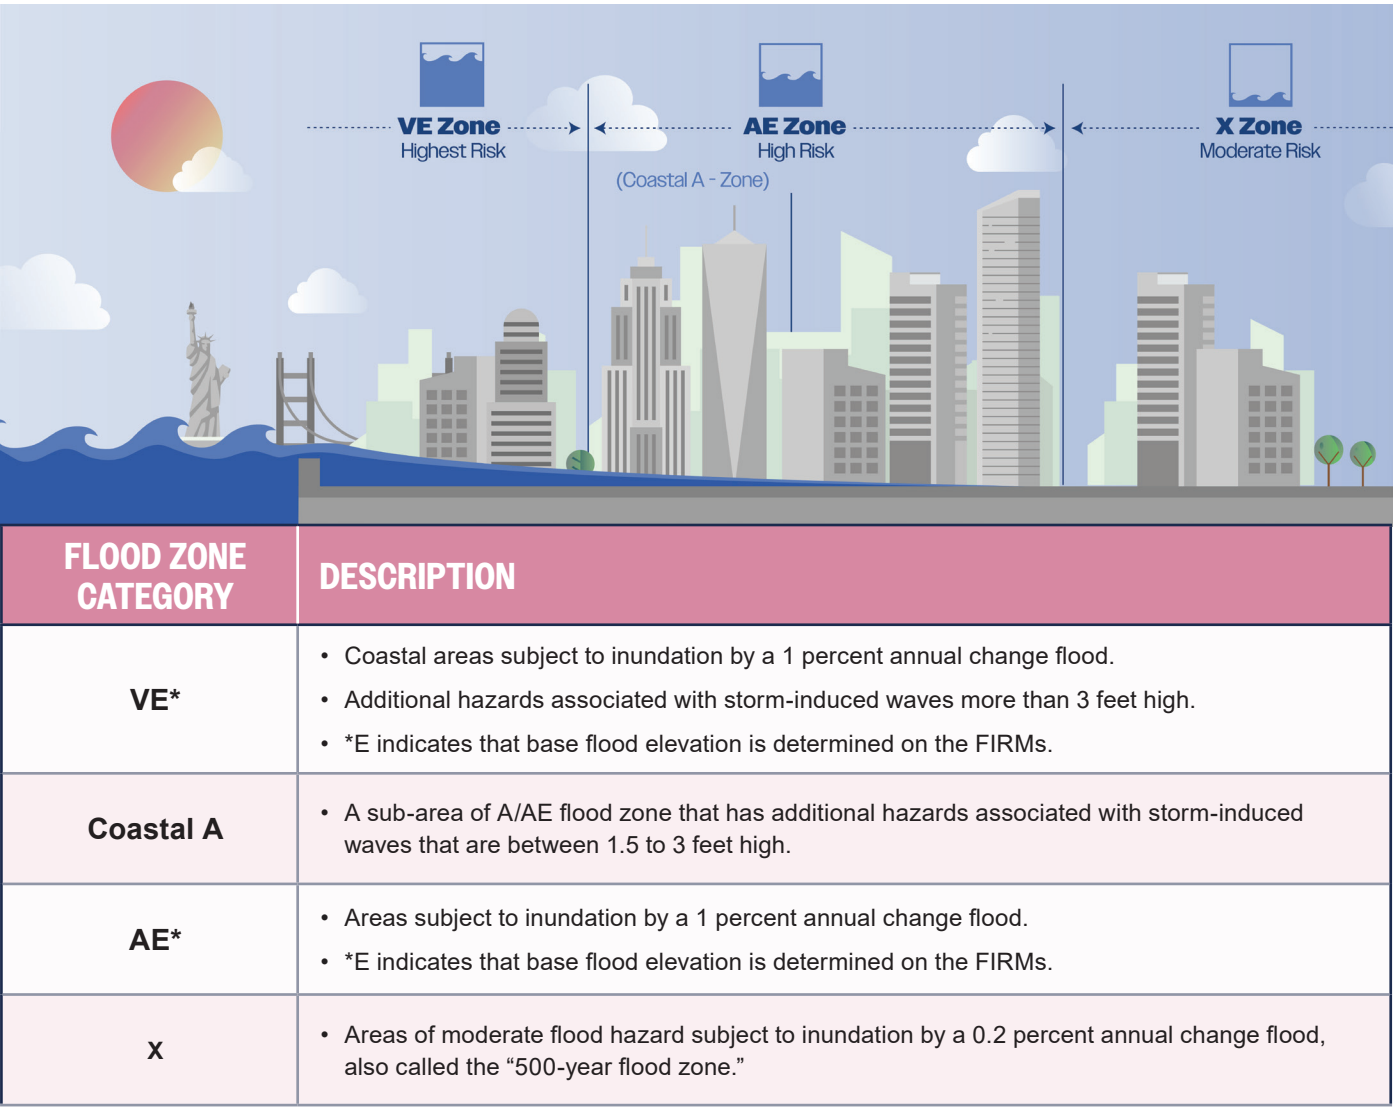 VE Zone
Highest Risk
AE Zone
High Risk
(Coastal A - Zone)
X Zone
Moderate Risk
FLOOD ZONE
CATEGORY
DESCRIPTION
VE*
• Coastal areas subject to inundation by a 1 percent annual change flood.
• Additional hazards associated with storm-induced waves more than 3 feet high.
• *E indicates that base flood elevation is determined on the FIRMs.
Coastal A
• A sub-area of A/AE flood zone that has additional hazards associated with storm-induced
waves that are between 1.5 to 3 feet high.
AE*
• Areas subject to inundation by a 1 percent annual change flood.
• *E indicates that base flood elevation is determined on the FIRMs.
X
• Areas of moderate flood hazard subject to inundation by a 0.2 percent annual change flood,
also called the “500-year flood zone.”